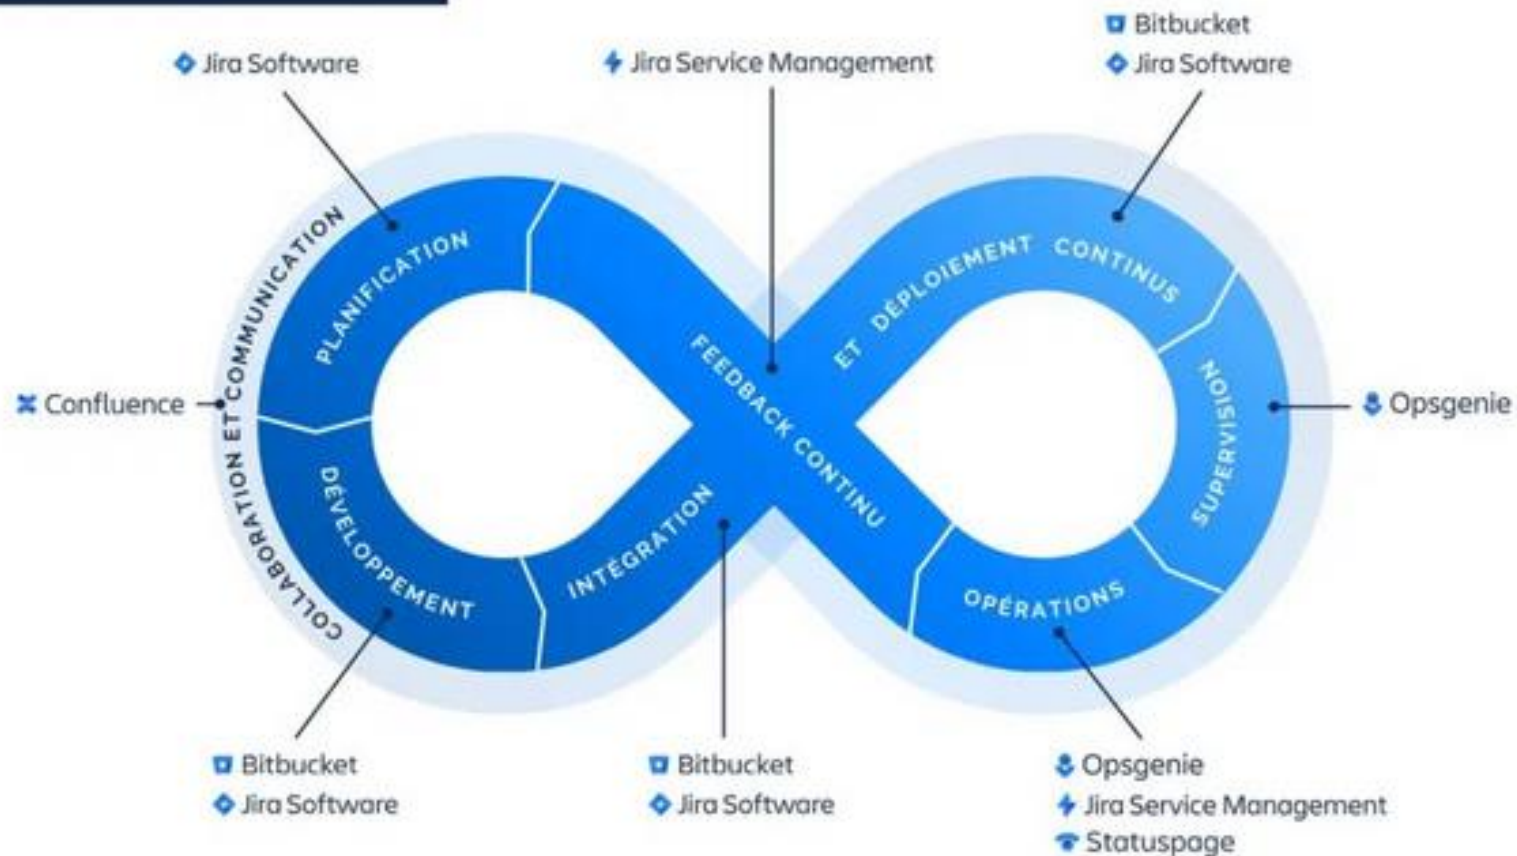 Bitbucket
Jira Software
Jira Service Management
Jira Software
COLLABORATION ET COMMUNICATION
PLANIFICATION
FEEDBACK CONTINU
ET DÉPLOIEMENT CONTINUS
Confluence
Opsgenie
SUPERVISION
DÉVELOPPEMENT
INTÉGRATION
OPÉRATIONS
Bitbucket
Jira Software
Bitbucket
Jira Software
Opsgenie
Jira Service Management
Statuspage